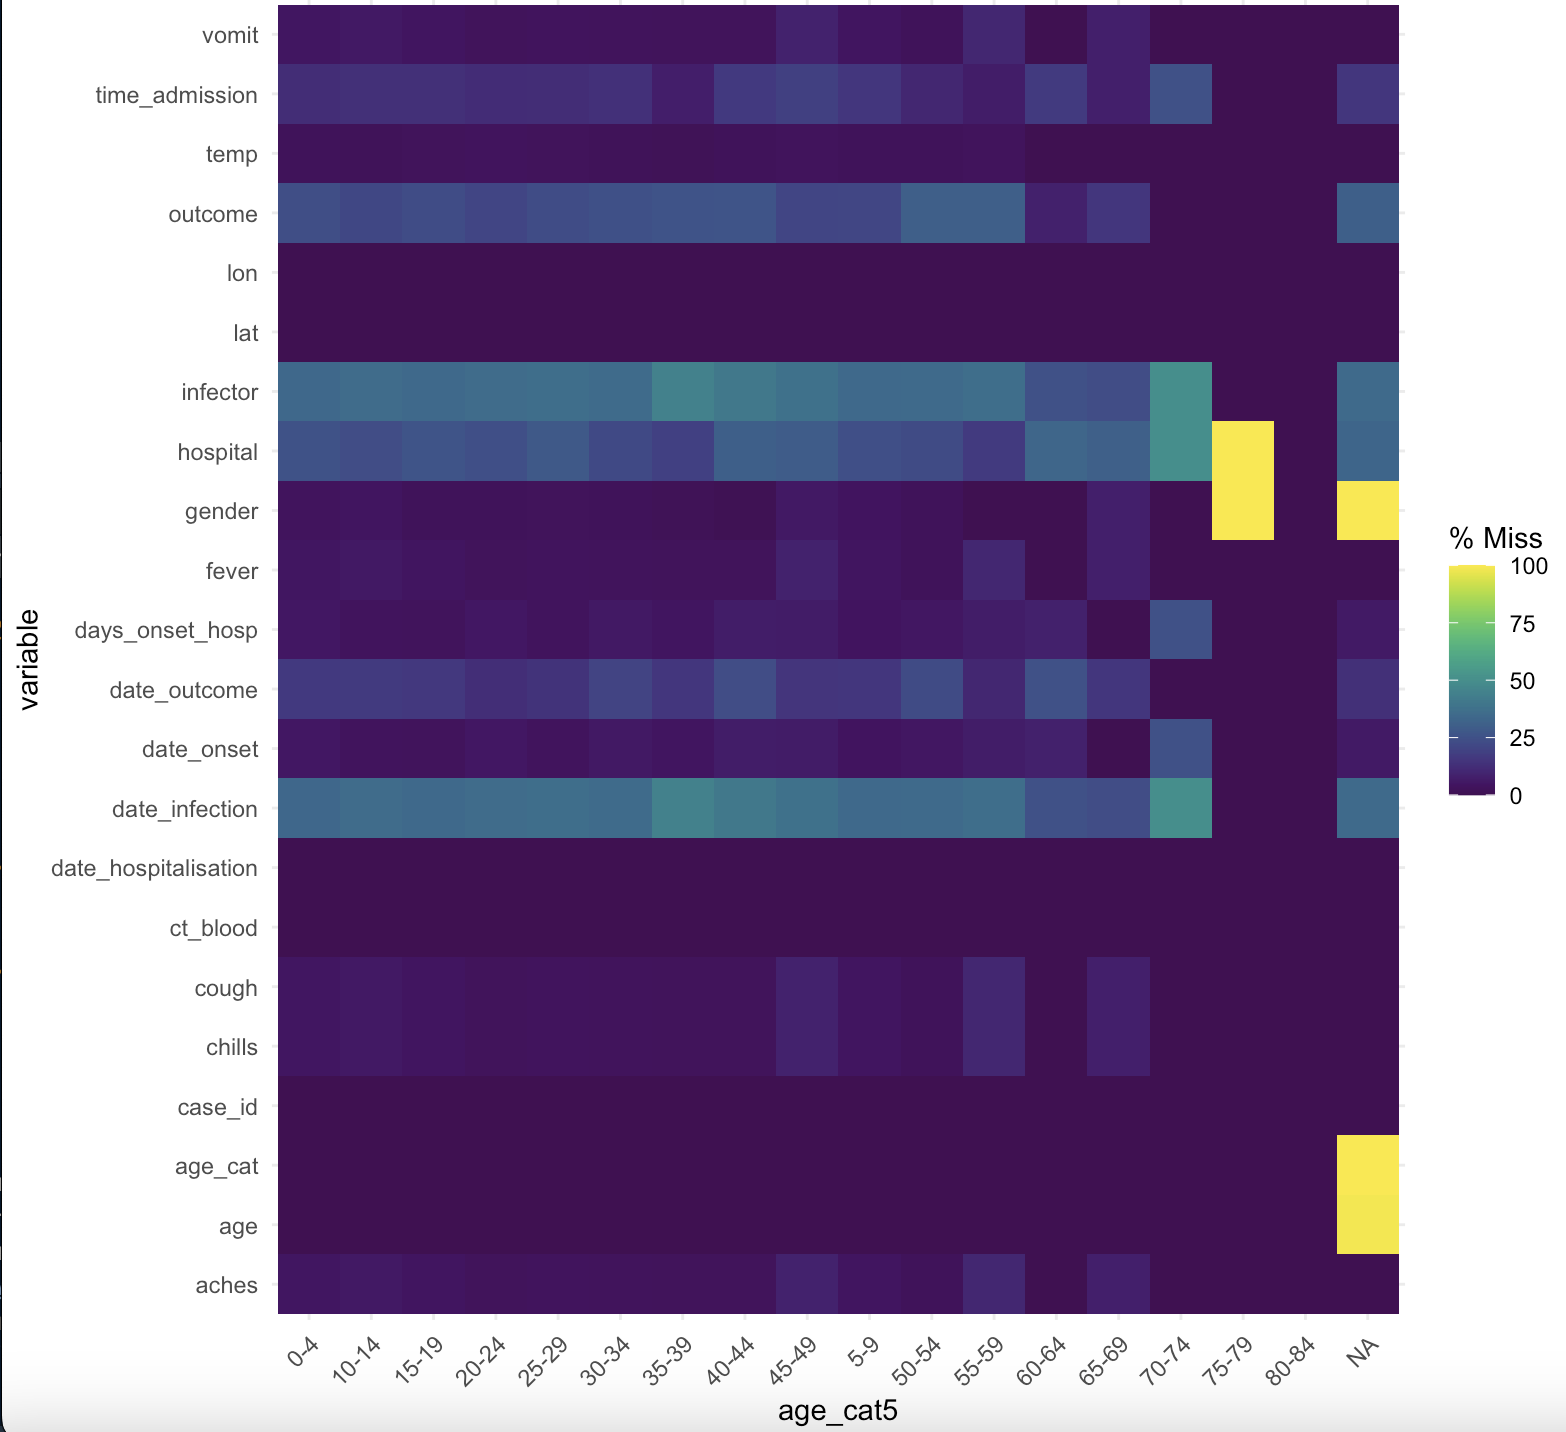 vomit
time_admission
temp
outcome
lon
lat
infector
hospital
gender
fever
days_onset_hosp
date_outcome
date_onset
date_infection
date_hospitalisation
ct_blood
cough
chills
case_id
age_cat
age
aches
variable
0-4
10-14
15-19
20-24
25-29
30-34
35-39
40-44
45-49
5-9
50-54
55-59
60-64
65-69
70-74
75-79
80-84
NA
age_cat5
% Miss
100
75
50
25
0